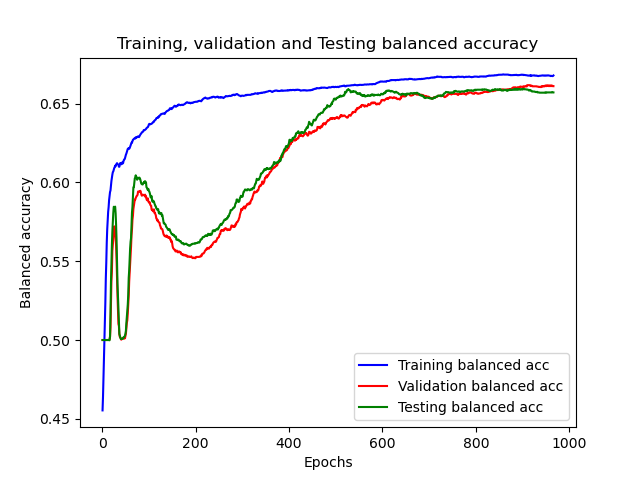 Training, validation and Testing balanced accuracy
Balanced accuracy
0.65
0.60
0.55
0.50
0.45
Training balanced acc
Validation balanced acc
Testing balanced acc
0 200 400 600 800 1000
Epochs